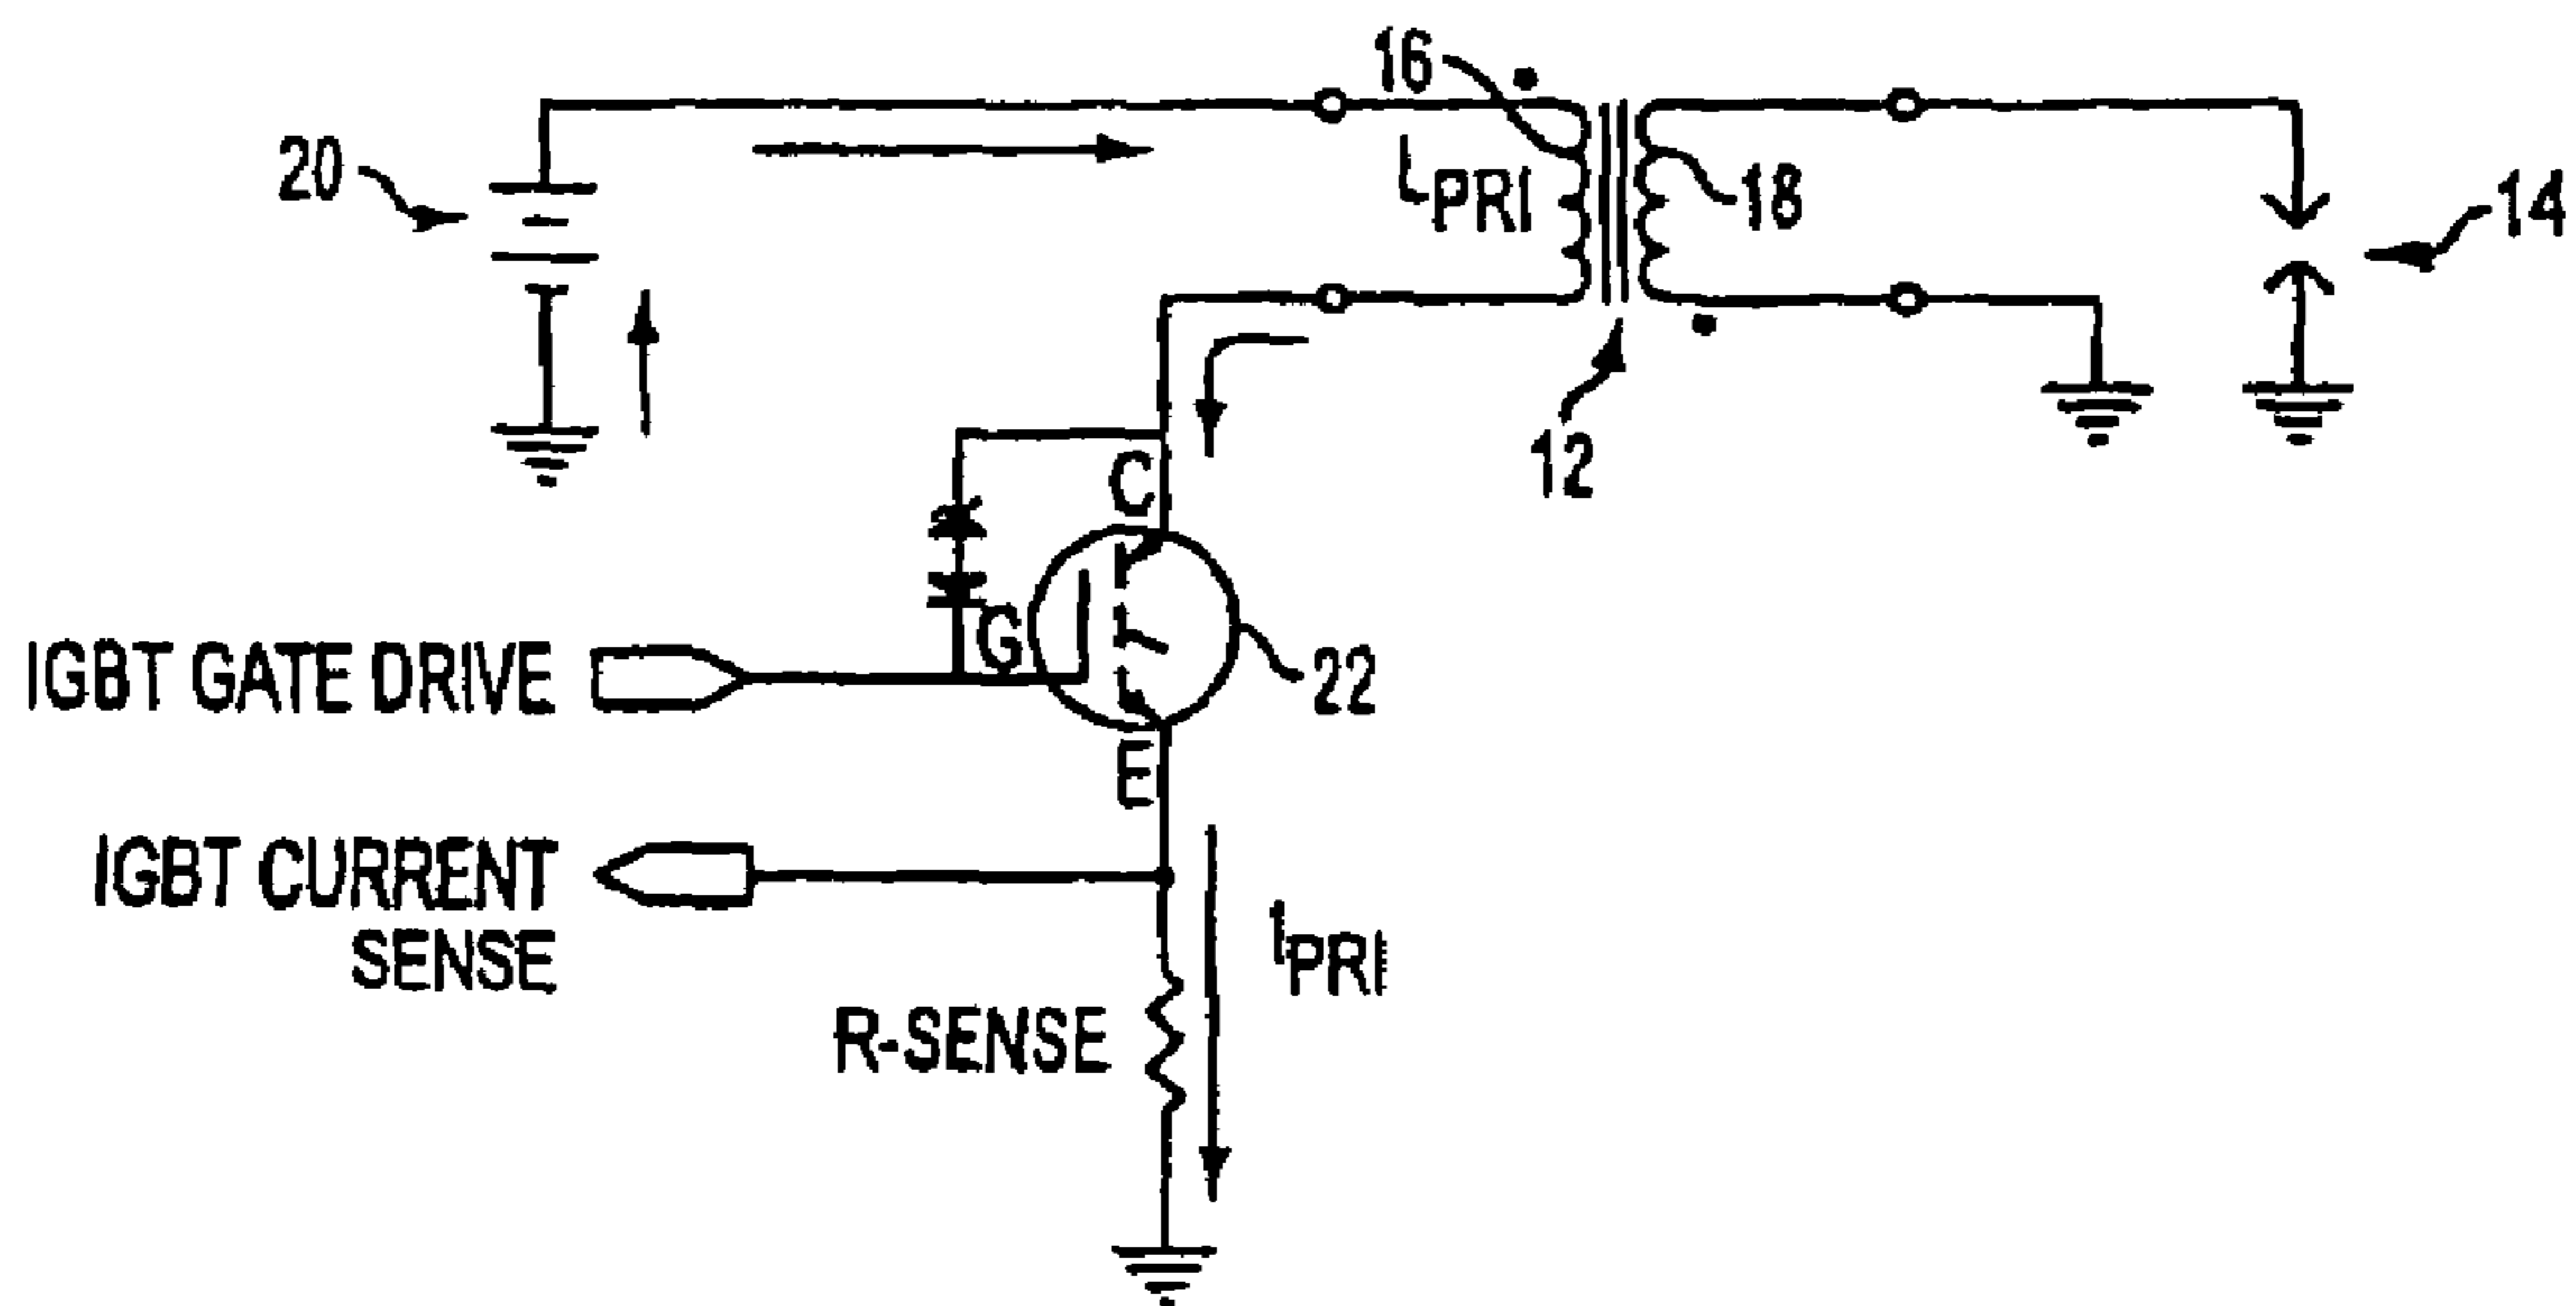 16
20
LPRI
18
14
12
C
G
IGBT GATE DRIVE
22
E
IGBT CURRENT
SENSE
IPRI
R-SENSE